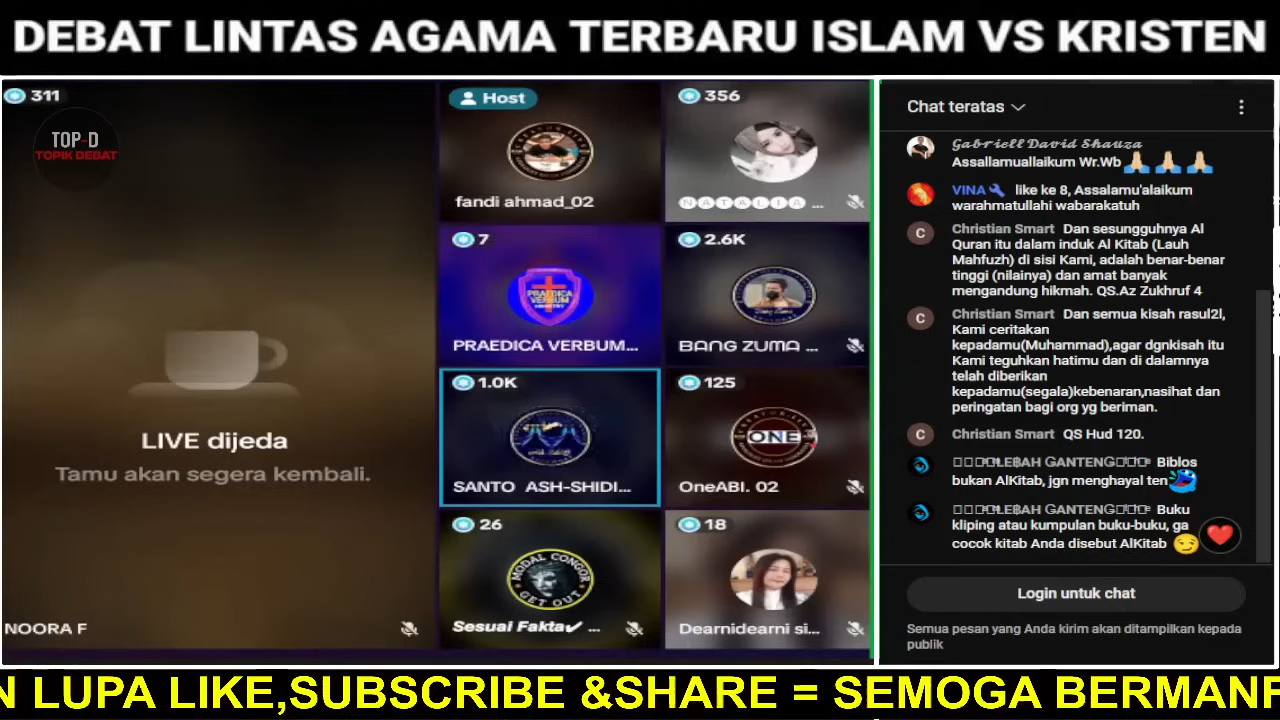 DEBAT LINTAS AGAMA TERBARU ISLAM VS KRISTEN
311
TOP-D
TOPIK DEBAT
LIVE dijeda
Tamu akan segera kembali.
NOORA F
Host
fandi ahmad_02
356
NATALIA ...
7
PRAEDICA VERBUM
PRAEDICA VERBUM...
2.6K
BANG ZUMA ...
1.0K
SANTO ASH-SHIDI...
125
ONE
OneABI. 02
26
MODAL CONGOR
GET OUT
Sesuai Fakta✔ ...
18
Dearnidearni si...
Chat teratas
Gabriell David Shauza
Assallamuallaikum Wr.Wb🙏🏻🙏🏻🙏🏻
VINA🔧 like ke 8, Assalamu'alaikum
warahmatullahi wabarakatuh
C
Christian Smart Dan sesungguhnya Al
Quran itu dalam induk Al Kitab (Lauh
Mahfuzh) di sisi Kami, adalah benar-benar
tinggi (nilainya) dan amat banyak
mengandung hikmah. QS.Az Zukhruf 4
C
Christian Smart Dan semua kisah rasul2l,
Kami ceritakan
kepadamu(Muhammad),agar dgnkisah itu
Kami teguhkan hatimu dan di dalamnya
telah diberikan
kepadamu(segala)kebenaran,nasihat dan
peringatan bagi org yg beriman.
C
Christian Smart QS Hud 120.
LEBAH GANTENG Biblos
bukan AlKitab, jgn menghayal ten
LEBAH GANTENG Buku
kliping atau kumpulan buku-buku, ga
cocok kitab Anda disebut AlKitab 😏
Login untuk chat
Semua pesan yang Anda kirim akan ditampilkan kepada
publik
N LUPA LIKE,SUBSCRIBE &SHARE = SEMOGA BERMANF